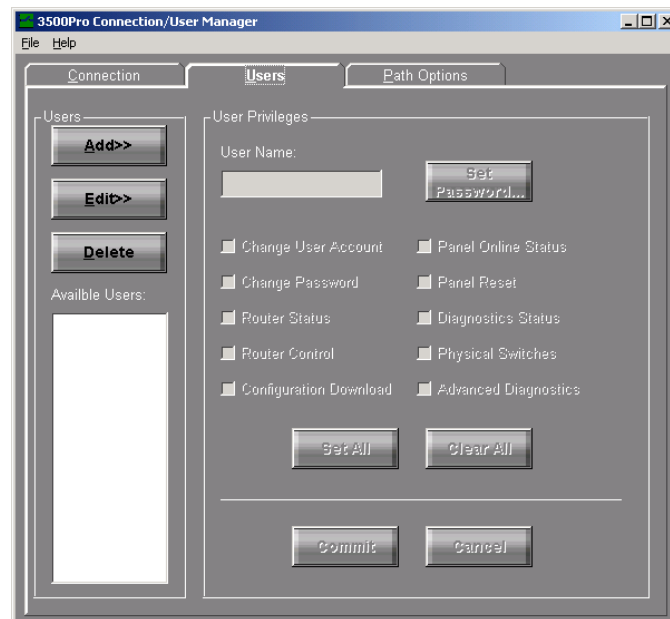 3500Pro Connection/User Manager
File Help
Connection Users Path Options
Users
Add>>
Edit>>
Delete
Availble Users:
User Privileges
User Name:
Set
Password...
Change User Account Panel Online Status
Change Password Panel Reset
Router Status Diagnostics Status
Router Control Physical Switches
Configuration Download Advanced Diagnostics
Set All Clear All
Commit Cancel